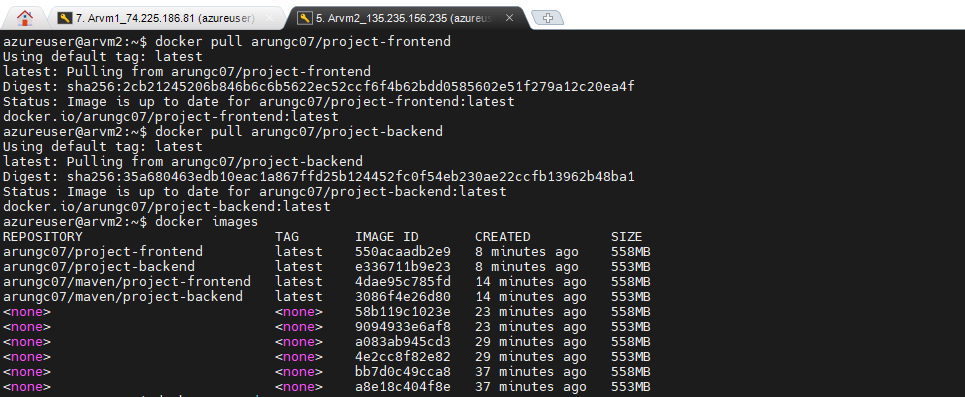 7. Arvm1_74.225.186.81 (azureuser
5. Arvm2_135.235.156.236 (azureus
azureuser@arvm2:~$ docker pull arungc07/project-frontend
Using default tag: latest
latest: Pulling from arungc07/project-frontend
Digest: sha256:2cb21245206b846b6c6b5622ec52ccf6f4b62bdd0585602e51f279a12c20ea4f
Status: Image is up to date for arungc07/project-frontend:latest
docker.io/arungc07/project-frontend:latest
azureuser@arvm2:~$ docker pull arungc07/project-backend
Using default tag: latest
latest: Pulling from arungc07/project-backend
Digest: sha256:35a680463edb10eac1a867ffd25b124452fc0f54eb230ae22ccfb13962b48ba1
Status: Image is up to date for arungc07/project-backend:latest
docker.io/arungc07/project-backend:latest
azureuser@arvm2:~$ docker images
REPOSITORY TAG IMAGE ID CREATED SIZE
arungc07/project-frontend latest 550acaadb2e9 8 minutes ago 558MB
arungc07/project-backend latest e336711b9e23 8 minutes ago 553MB
arungc07/maven/project-frontend latest 4dae95c785fd 14 minutes ago 558MB
arungc07/maven/project-backend latest 3086f4e26d80 14 minutes ago 553MB
<none> <none> 58b119c1023e 23 minutes ago 558MB
<none> <none> 9094933e6af8 23 minutes ago 553MB
<none> <none> a083ab945cd3 29 minutes ago 558MB
<none> <none> 4e2cc8f82e82 29 minutes ago 553MB
<none> <none> bb7d0c49cca8 37 minutes ago 558MB
<none> <none> a8e18c404f8e 37 minutes ago 553MB